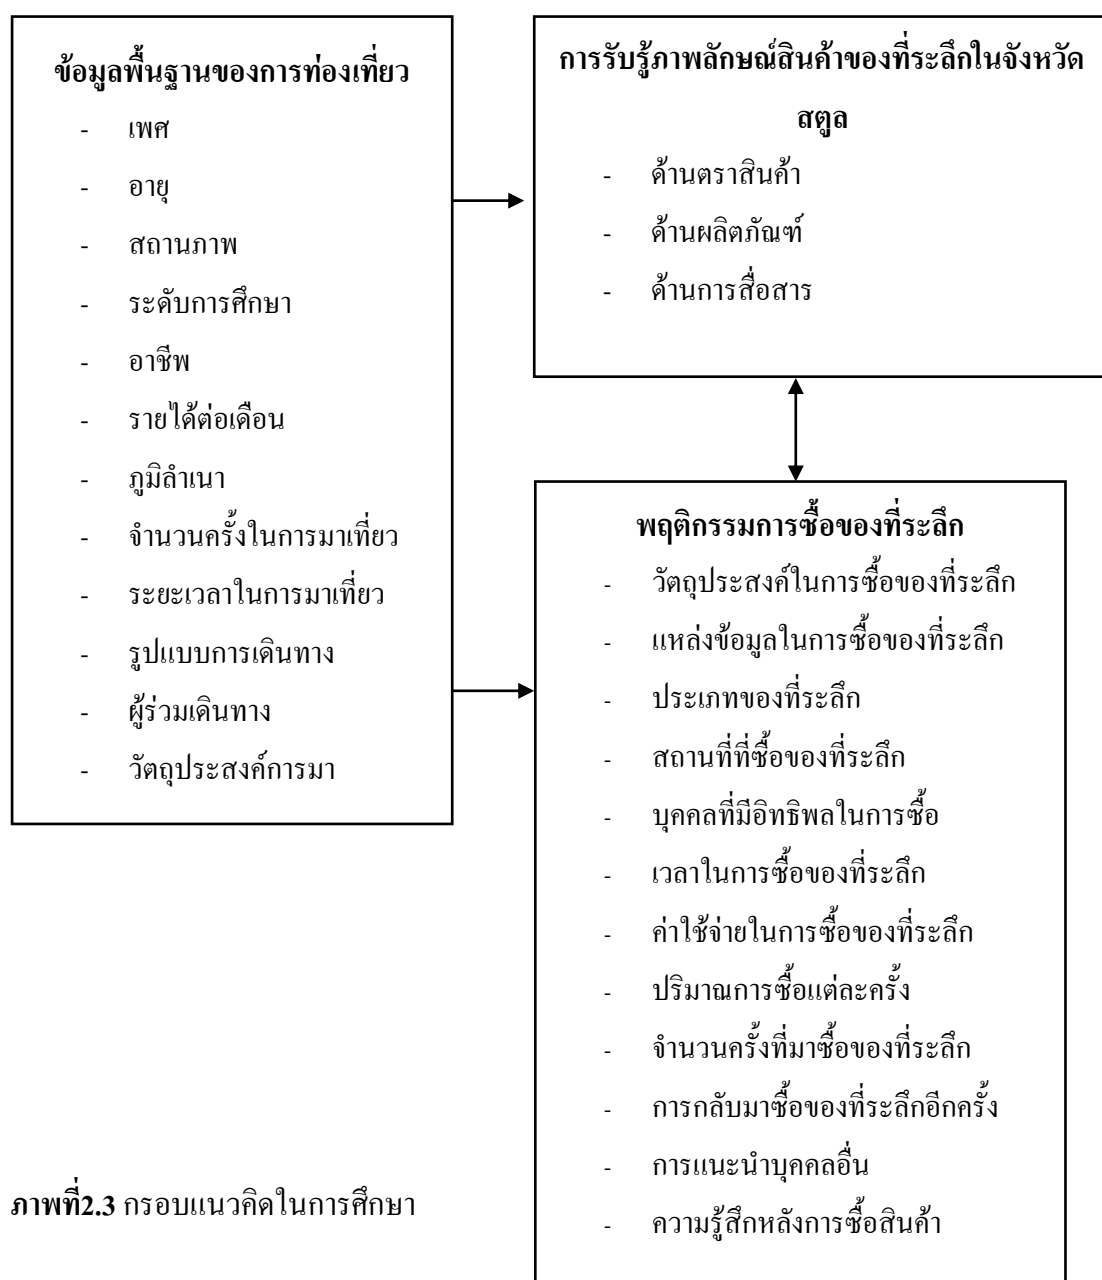 ข้อมูลพื้นฐานของการท่องเที่ยว
- เพศ
- อายุ
- สถานภาพ
- ระดับการศึกษา
- อาชีพ
- รายได้ต่อเดือน
- ภูมิลำเนา
- จำนวนครั้งในการมาเที่ยว
- ระยะเวลาในการมาเที่ยว
- รูปแบบการเดินทาง
- ผู้ร่วมเดินทาง
- วัตถุประสงค์การมา
การรับรู้ภาพลักษณ์สินค้าของที่ระลึกในจังหวัด
สตูล
- ด้านตราสินค้า
- ด้านผลิตภัณฑ์
- ด้านการสื่อสาร
พฤติกรรมการซื้อของที่ระลึก
- วัตถุประสงค์ในการซื้อของที่ระลึก
- แหล่งข้อมูลในการซื้อของที่ระลึก
- ประเภทของที่ระลึก
- สถานที่ที่ซื้อของที่ระลึก
- บุคคลที่มีอิทธิพลในการซื้อ
- เวลาในการซื้อของที่ระลึก
- ค่าใช้จ่ายในการซื้อของที่ระลึก
- ปริมาณการซื้อแต่ละครั้ง
- จำนวนครั้งที่มาซื้อของที่ระลึก
- การกลับมาซื้อของที่ระลึกอีกครั้ง
- การแนะนำบุคคลอื่น
- ความรู้สึกหลังการซื้อสินค้า
ภาพที่2.3 กรอบแนวคิดในการศึกษา